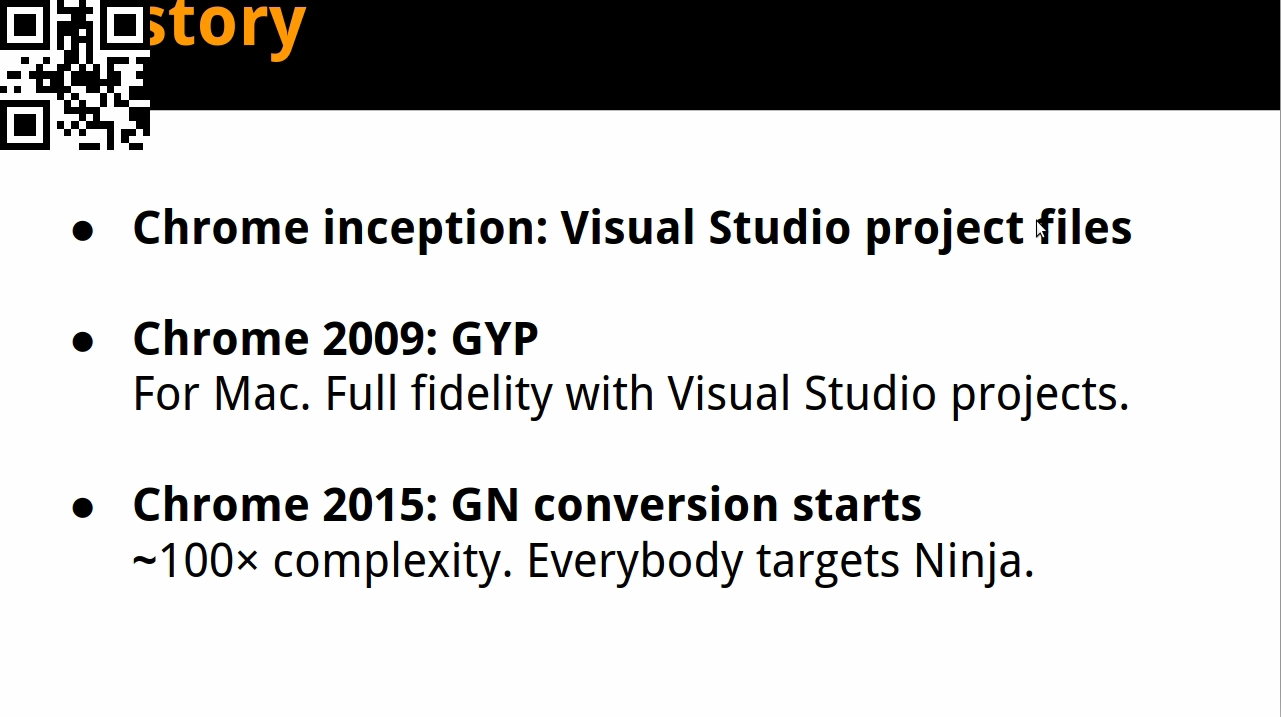 story
● Chrome inception: Visual Studio project files
● Chrome 2009: GYP
For Mac. Full fidelity with Visual Studio projects.
● Chrome 2015: GN conversion starts
~100× complexity. Everybody targets Ninja.